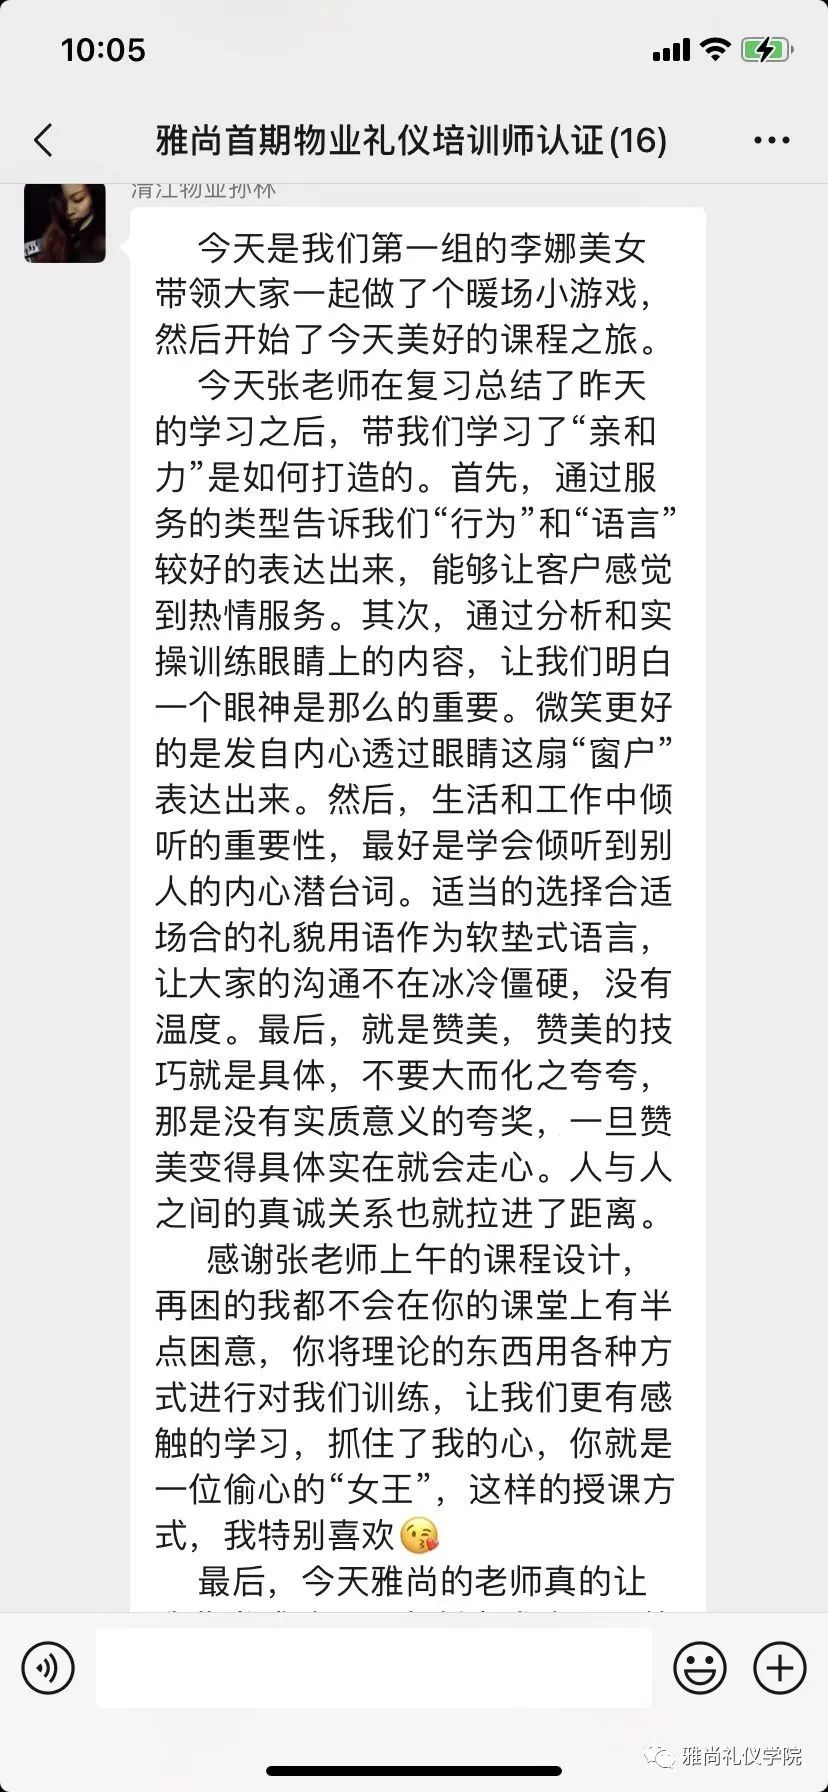 10:05
雅尚首期物业礼仪培训师认证(16)
清江物业孙林
今天是我们第一组的李娜美女
带领大家一起做了个暖场小游戏，
然后开始了今天美好的课程之旅。
今天张老师在复习总结了昨天
的学习之后，带我们学习了“亲和
力”是如何打造的。首先，通过服
务的类型告诉我们“行为”和“语言”
较好的表达出来，能够让客户感觉
到热情服务。其次，通过分析和实
操训练眼睛上的内容，让我们明白
一个眼神是那么的重要。微笑更好
的是发自内心透过眼睛这扇“窗户”
表达出来。然后，生活和工作中倾
听的重要性，最好是学会倾听到别
人的内心潜台词。适当的选择合适
场合的礼貌用语作为软垫式语言，
让大家的沟通不在冰冷僵硬，没有
温度。最后，就是赞美，赞美的技
巧就是具体，不要大而化之夸夸，
那是没有实质意义的夸奖，一旦赞
美变得具体实在就会走心。人与人
之间的真诚关系也就拉进了距离。
感谢张老师上午的课程设计，
再困的我都不会在你的课堂上有半
点困意，你将理论的东西用各种方
式进行对我们训练，让我们更有感
触的学习，抓住了我的心，你就是
一位偷心的“女王”，这样的授课方
式，我特别喜欢😘
最后，今天雅尚的老师真的让
雅尚礼仪学院